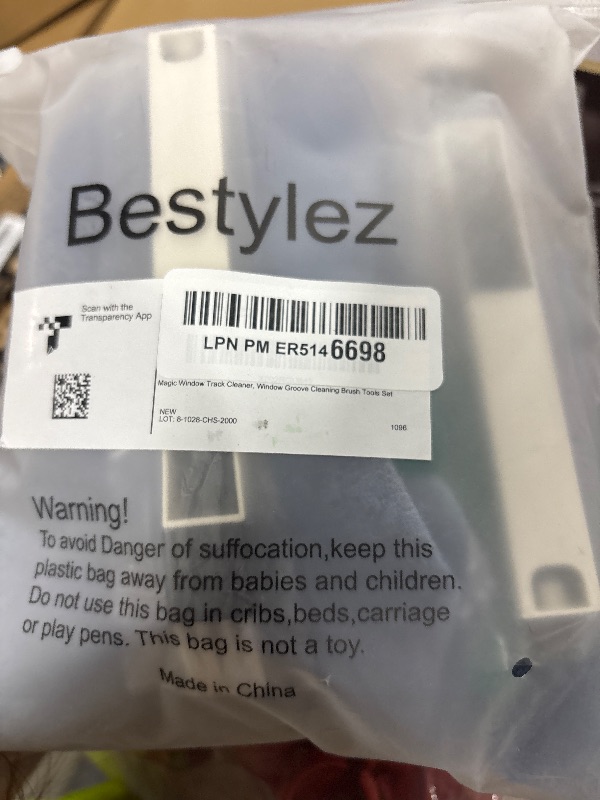 Bestylez
Scan with the
Transparency App
LPN PM ER5146698
Magic Window Track Cleaner, Window Groove Cleaning Brush Tools Set
NEW
LOT: 8-1028-CHS-2000
1086
Warning!
To avoid Danger of suffocation,keep this
plastic bag away from babies and children.
Do not use this bag in cribs,beds,carriage
or play pens. This bag is not a toy.
Made in China